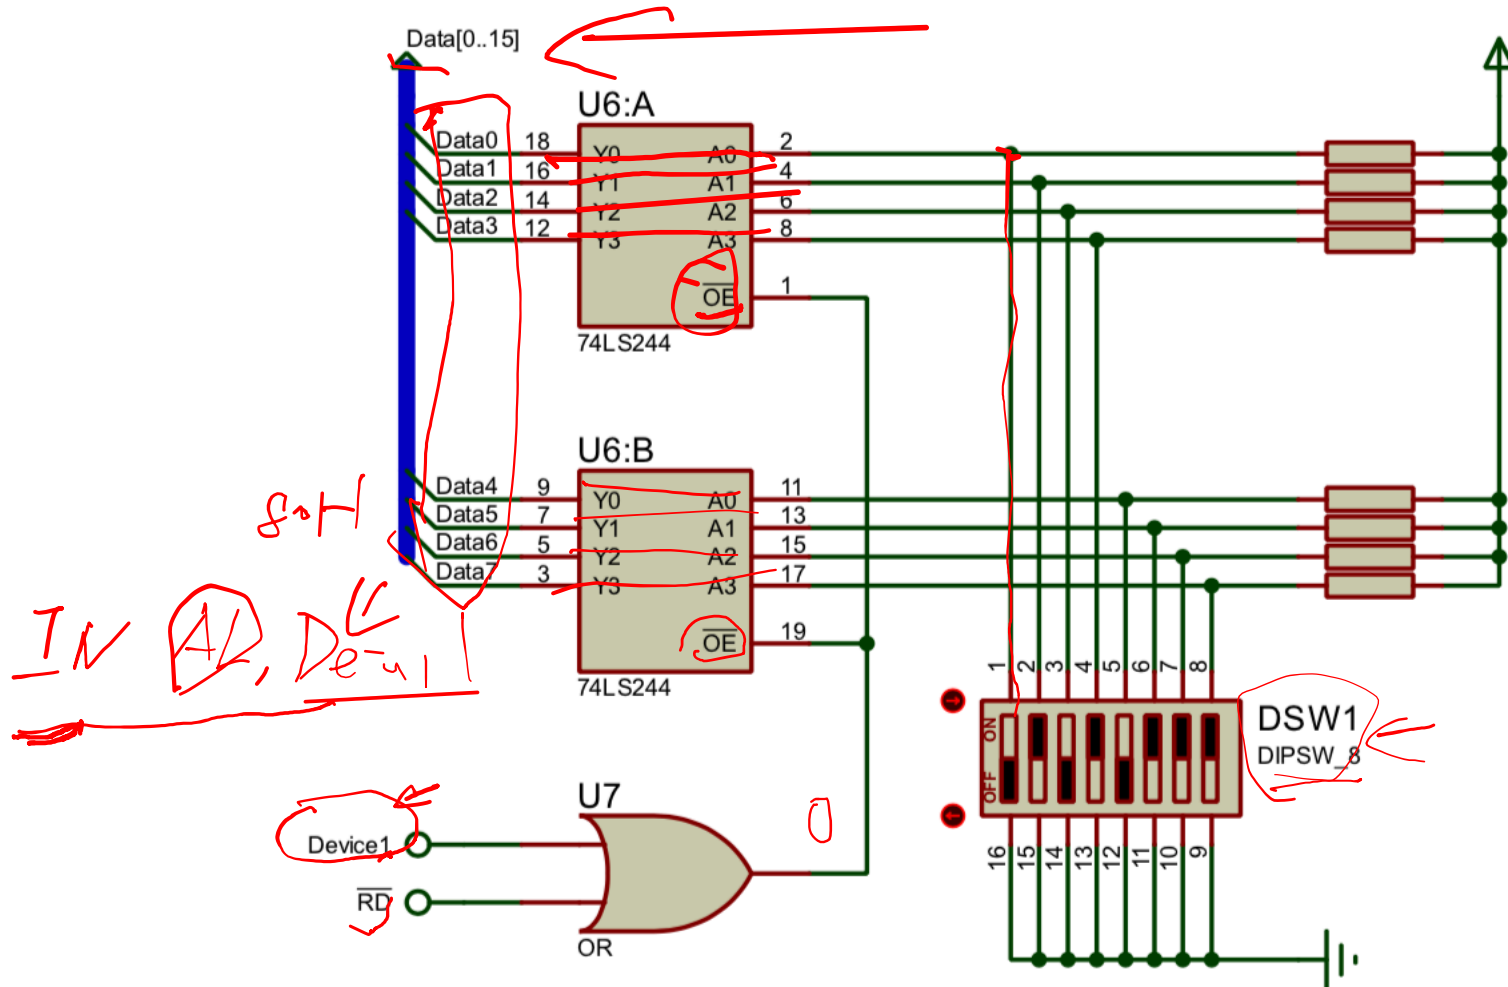 Data[0..15]
U6:A
Data0 18 Y0 A0 2
Data1 16 Y1 A1 4
Data2 14 Y2 A2 6
Data3 12 Y3 A3 8
OE 1
74LS244
U6:B
Data4 9 Y0 A0 11
Data5 7 Y1 A1 13
Data6 5 Y2 A2 15
Data7 3 Y3 A3 17
OE 19
74LS244
IN AL,
1 2 3 4 5 6 7 8
ON
OFF
DSW1
DIPSW_8
16 15 14 13 12 11 10 9
U7
0
Device1
RD
OR